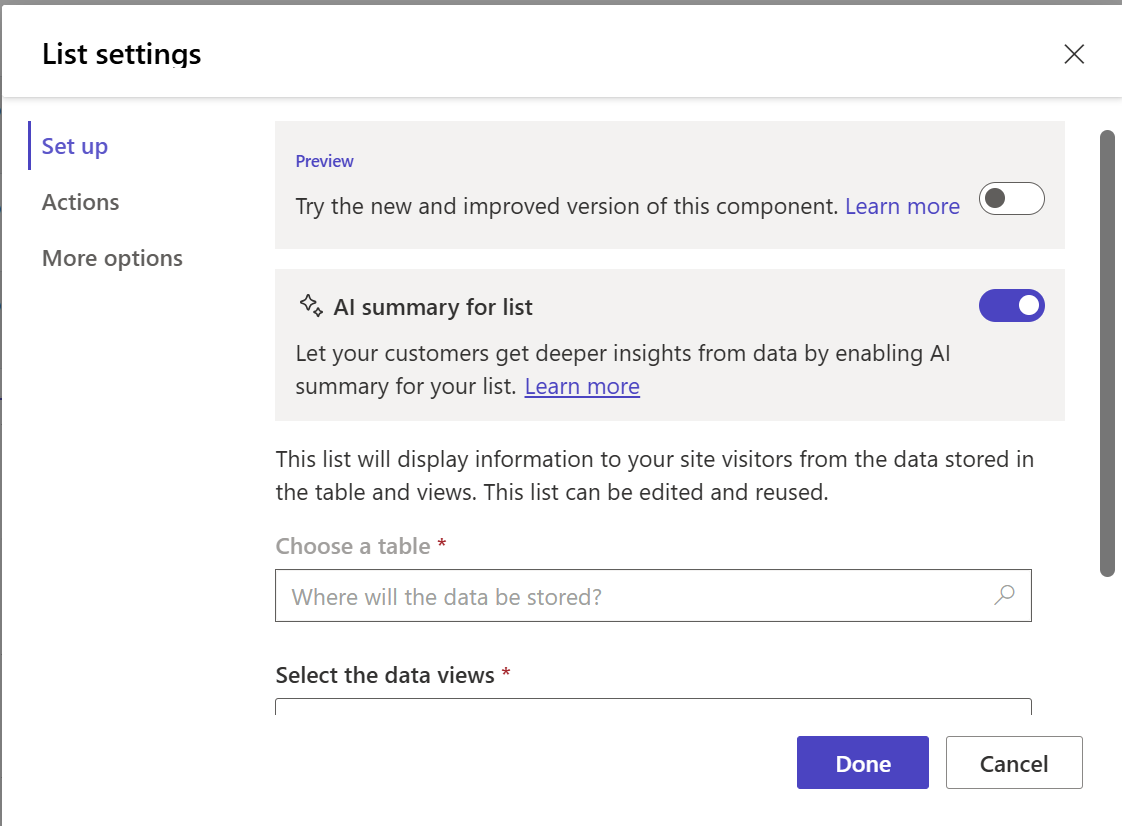 List settings
Set up
Actions
More options
Preview
Try the new and improved version of this component. Learn more
AI summary for list
Let your customers get deeper insights from data by enabling AI
summary for your list. Learn more
This list will display information to your site visitors from the data stored in
the table and views. This list can be edited and reused.
Choose a table *
Where will the data be stored?
Select the data views *
Done
Cancel